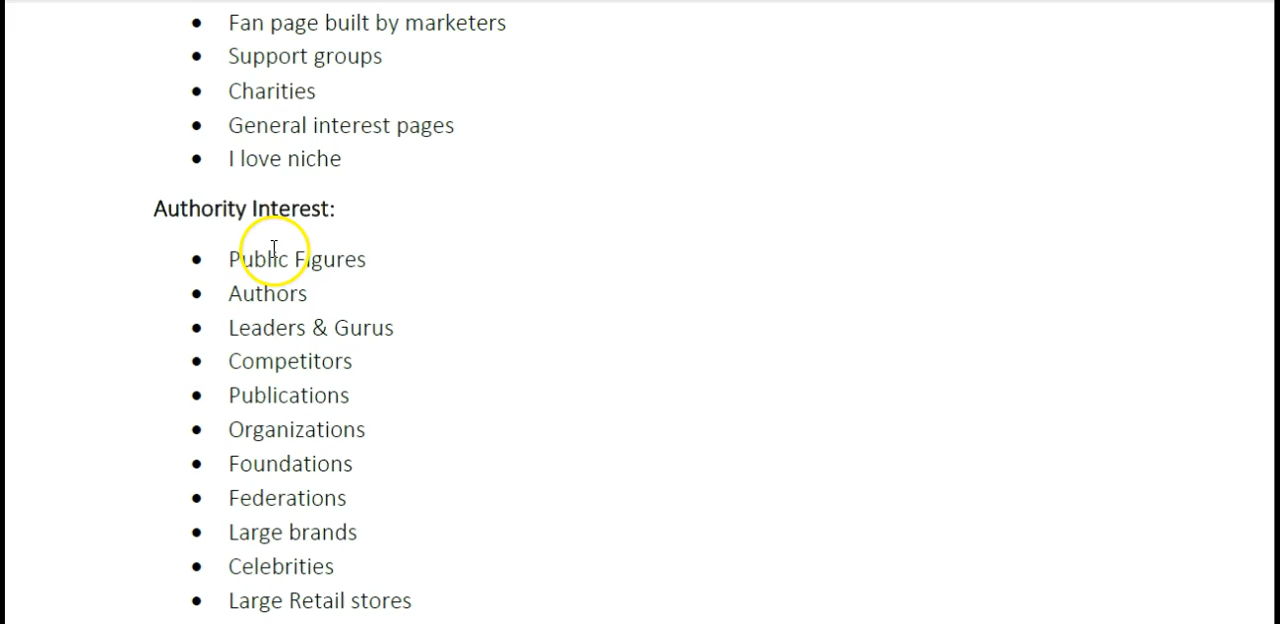 Fan page built by marketers
Support groups
Charities
General interest pages
I love niche
Authority Interest:
Public Figures
Authors
Leaders & Gurus
Competitors
Publications
Organizations
Foundations
Federations
Large brands
Celebrities
Large Retail stores